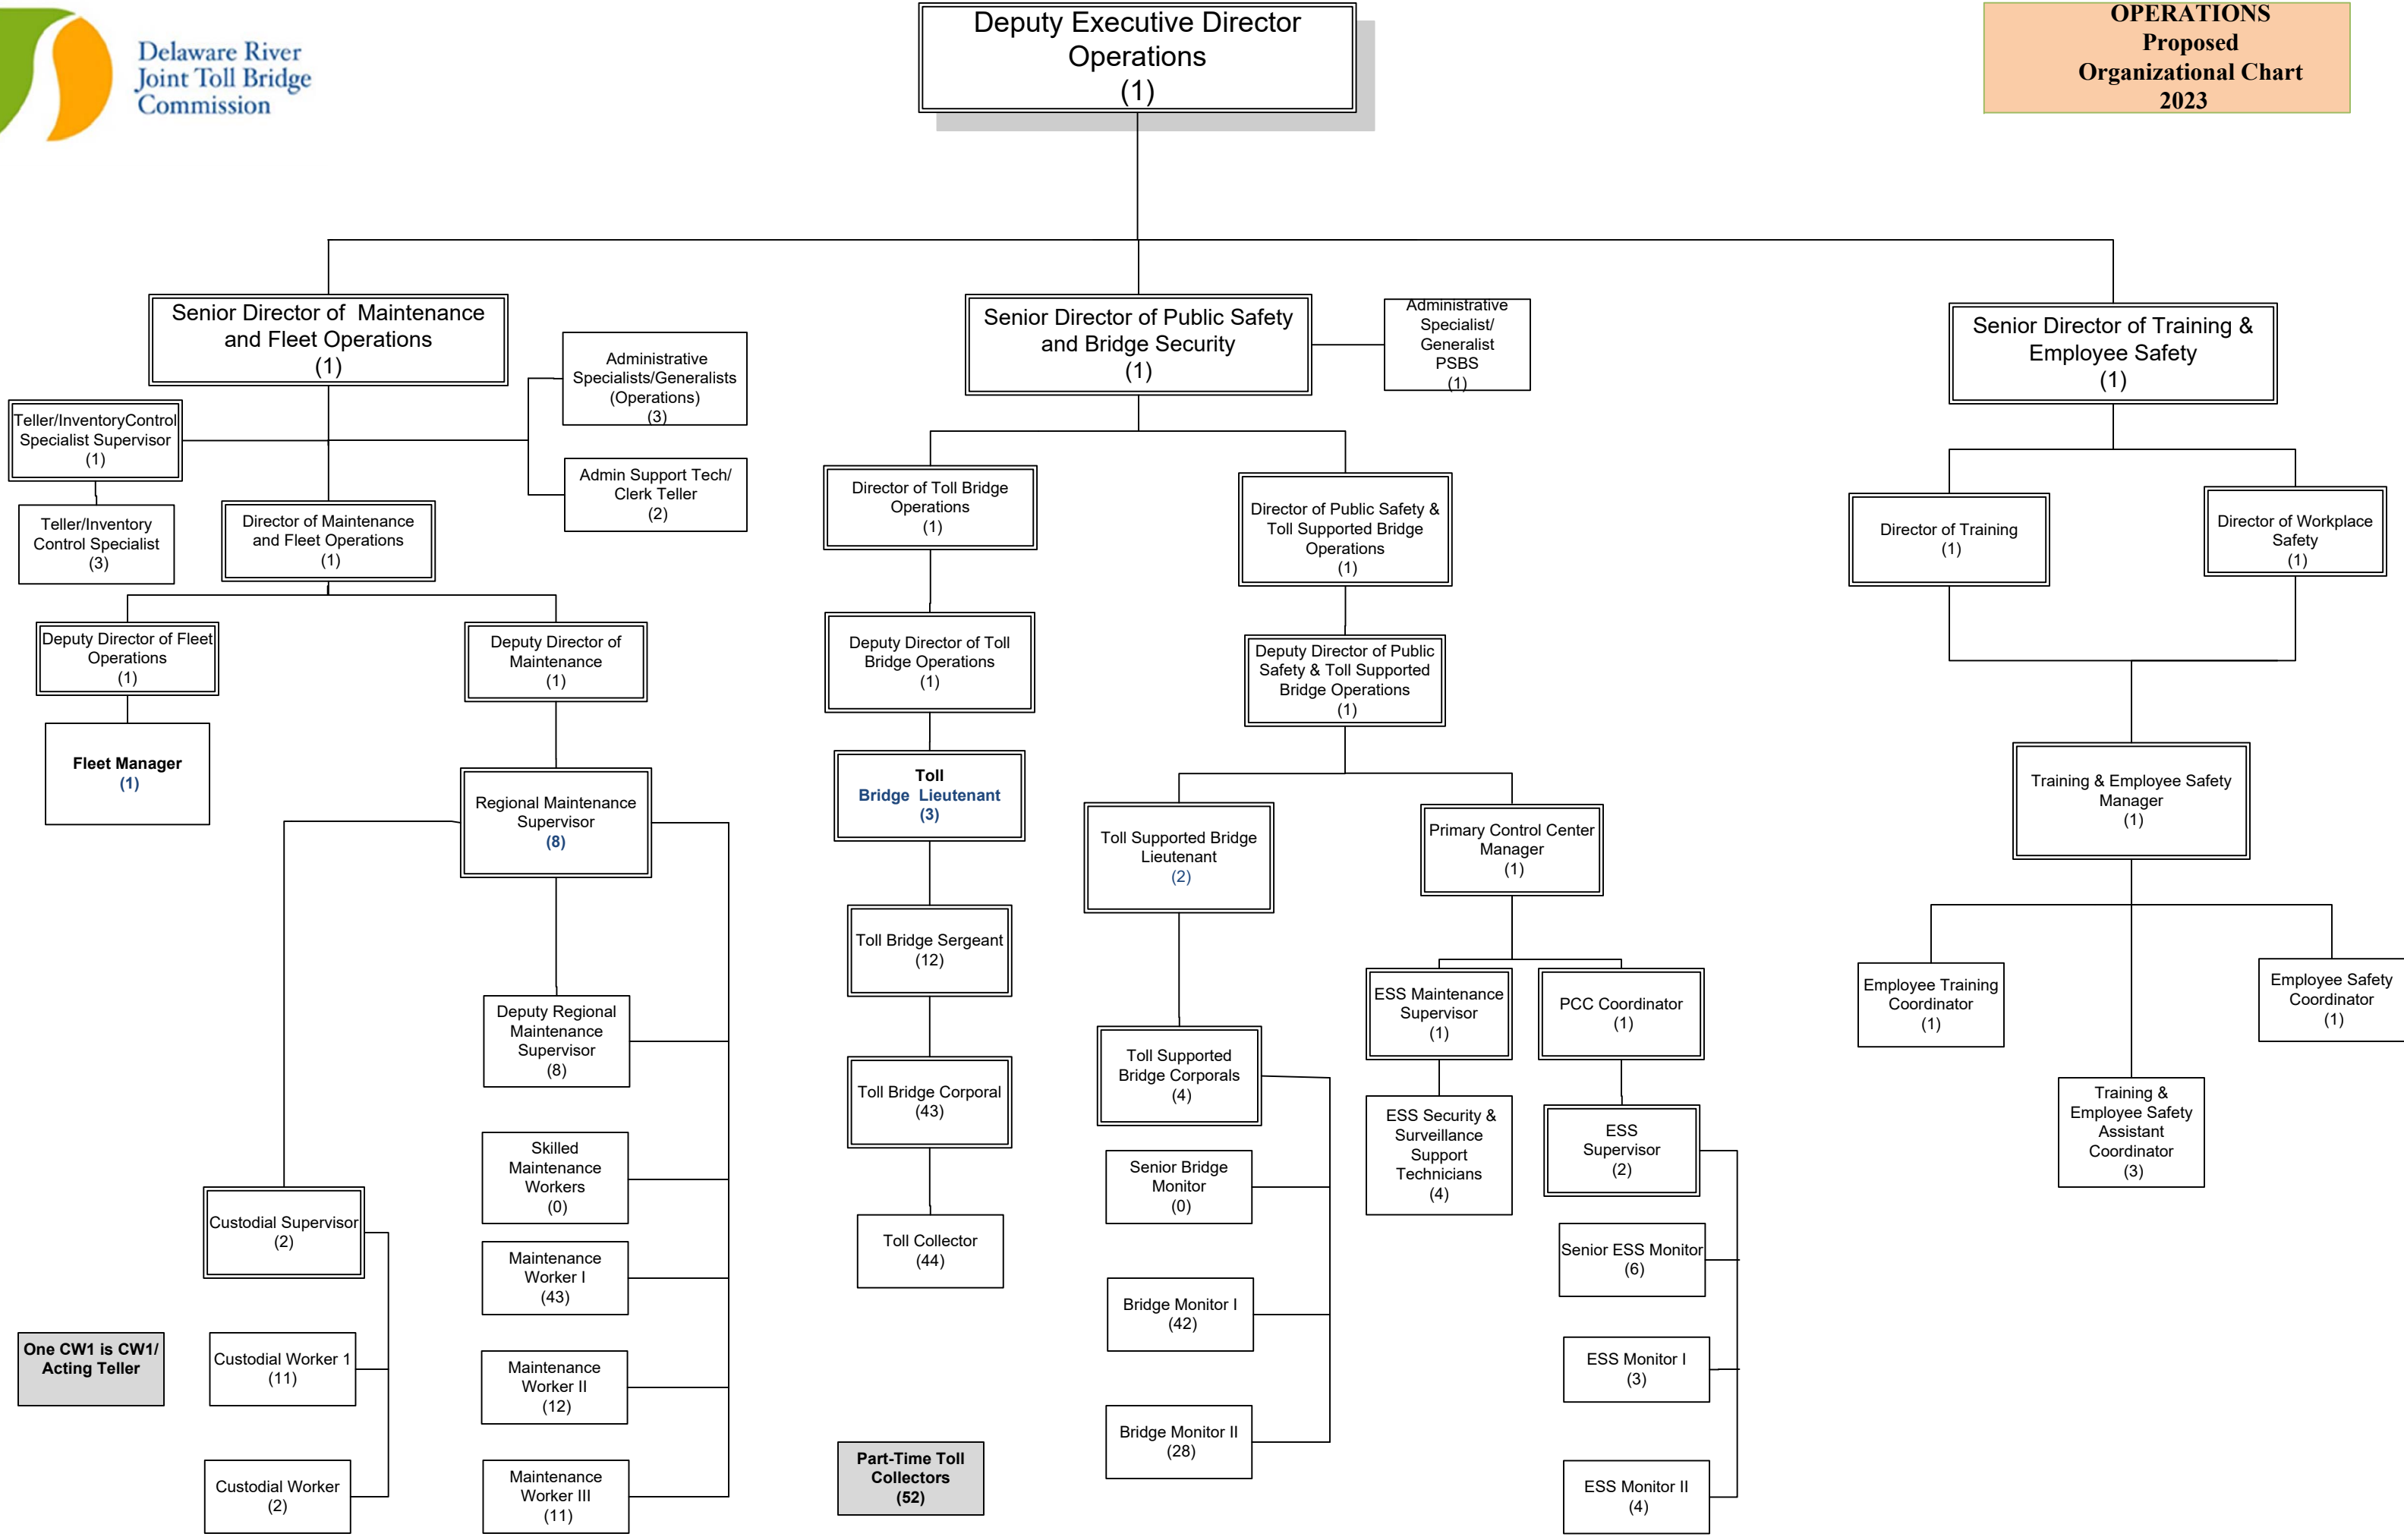 Delaware River
Joint Toll Bridge
Commission
Deputy Executive Director
Operations
(1)
OPERATIONS
Proposed
Organizational Chart
2023
Senior Director of  Maintenance
and Fleet Operations
(1)
Administrative
Specialists/Generalists
(Operations)
(3)
Admin Support Tech/
Clerk Teller
(2)
Teller/InventoryControl
Specialist Supervisor
(1)
Teller/Inventory
Control Specialist
(3)
Director of Maintenance
and Fleet Operations
(1)
Deputy Director of Fleet
Operations
(1)
Fleet Manager
(1)
Deputy Director of
Maintenance
(1)
Regional Maintenance
Supervisor
(8)
Deputy Regional
Maintenance
Supervisor
(8)
Skilled
Maintenance
Workers
(0)
Maintenance
Worker I
(43)
Maintenance
Worker II
(12)
Maintenance
Worker III
(11)
Custodial Supervisor
(2)
Custodial Worker 1
(11)
Custodial Worker
(2)
One CW1 is CW1/
Acting Teller
Senior Director of Public Safety
and Bridge Security
(1)
Administrative
Specialist/
Generalist
PSBS
(1)
Director of Toll Bridge
Operations
(1)
Deputy Director of Toll
Bridge Operations
(1)
Toll
Bridge  Lieutenant
(3)
Toll Bridge Sergeant
(12)
Toll Bridge Corporal
(43)
Toll Collector
(44)
Part-Time Toll
Collectors
(52)
Director of Public Safety &
Toll Supported Bridge
Operations
(1)
Deputy Director of Public
Safety & Toll Supported
Bridge Operations
(1)
Toll Supported Bridge
Lieutenant
(2)
Toll Supported
Bridge Corporals
(4)
Senior Bridge
Monitor
(0)
Bridge Monitor I
(42)
Bridge Monitor II
(28)
Primary Control Center
Manager
(1)
ESS Maintenance
Supervisor
(1)
ESS Security &
Surveillance
Support
Technicians
(4)
PCC Coordinator
(1)
ESS
Supervisor
(2)
Senior ESS Monitor
(6)
ESS Monitor I
(3)
ESS Monitor II
(4)
Senior Director of Training &
Employee Safety
(1)
Director of Training
(1)
Director of Workplace
Safety
(1)
Training & Employee Safety
Manager
(1)
Employee Training
Coordinator
(1)
Training &
Employee Safety
Assistant
Coordinator
(3)
Employee Safety
Coordinator
(1)